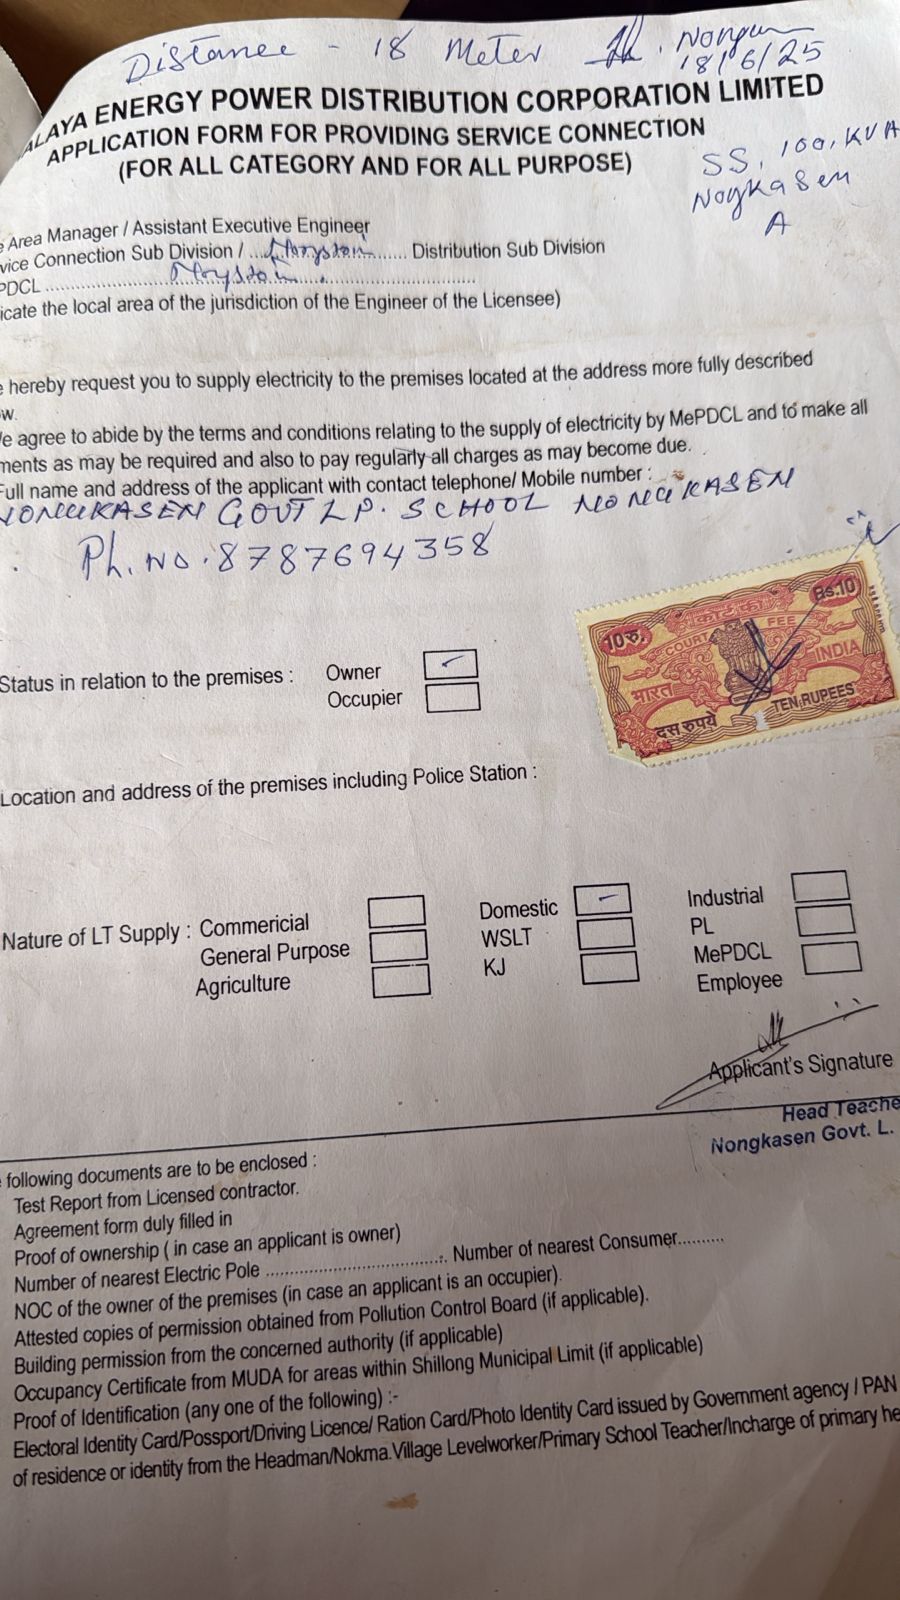 Distance - 18 Meter
18/6/25
ALAYA ENERGY POWER DISTRIBUTION CORPORATION LIMITED
APPLICATION FORM FOR PROVIDING SERVICE CONNECTION
(FOR ALL CATEGORY AND FOR ALL PURPOSE)
SS, 100, KVA
Nogkasen
A
e Area Manager / Assistant Executive Engineer
vice Connection Sub Division / ............ Distribution Sub Division
PDCL ............
icate the local area of the jurisdiction of the Engineer of the Licensee)
e hereby request you to supply electricity to the premises located at the address more fully described
ow.
e agree to abide by the terms and conditions relating to the supply of electricity by MePDCL and to make all
ments as may be required and also to pay regularly all charges as may become due.
Full name and address of the applicant with contact telephone/ Mobile number :
NONGKASEN GOVT L P. SCHOOL NONGKASEN
Ph. No. 8787694358
10रु. कोर्ट फ़ी Rs.10
COURT FEE
भारत INDIA
दस रुपये TEN RUPEES
Status in relation to the premises : Owner
Occupier
Location and address of the premises including Police Station :
Nature of LT Supply : Commericial Domestic Industrial
General Purpose WSLT PL
Agriculture KJ MePDCL
Employee
Applicant's Signature
Head Teache
Nongkasen Govt. L.
e following documents are to be enclosed :
Test Report from Licensed contractor.
Agreement form duly filled in
Proof of ownership ( in case an applicant is owner)
Number of nearest Electric Pole ............ Number of nearest Consumer..........
NOC of the owner of the premises (in case an applicant is an occupier).
Attested copies of permission obtained from Pollution Control Board (if applicable).
Building permission from the concerned authority (if applicable)
Occupancy Certificate from MUDA for areas within Shillong Municipal Limit (if applicable)
Proof of Identification (any one of the following) :-
Electoral Identity Card/Possport/Driving Licence/ Ration Card/Photo Identity Card issued by Government agency / PAN
of residence or identity from the Headman/Nokma.Village Levelworker/Primary School Teacher/Incharge of primary he